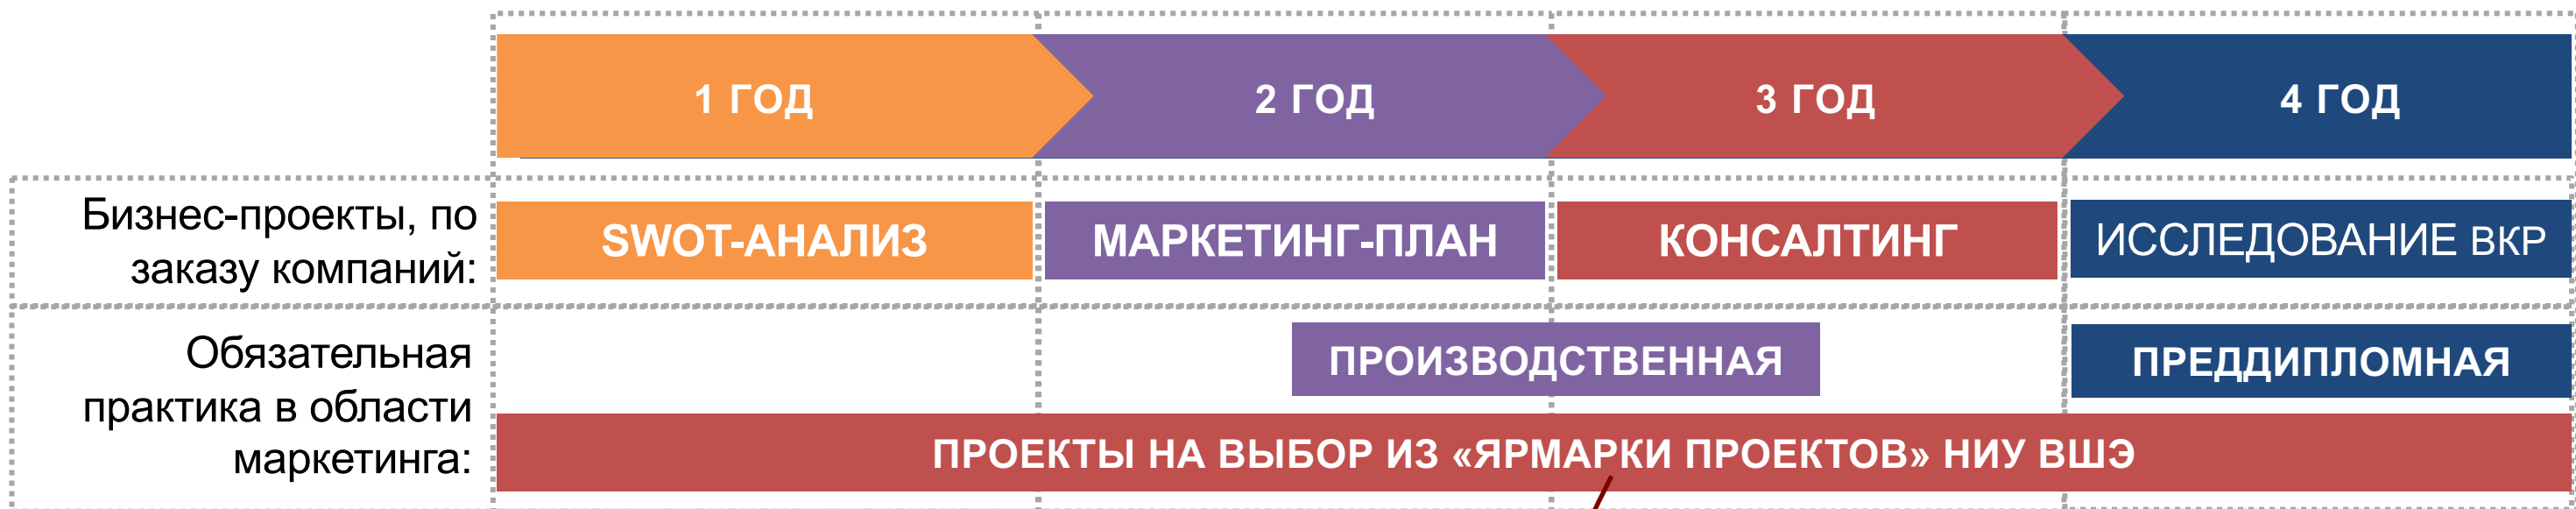 1 ГОД
2 ГОД
3 ГОД
4 ГОД
Бизнес-проекты, по
заказу компаний:
SWOT-АНАЛИЗ
МАРКЕТИНГ-ПЛАН
КОНСАЛТИНГ
ИССЛЕДОВАНИЕ ВКР
Обязательная
практика в области
маркетинга:
ПРОИЗВОДСТВЕННАЯ
ПРЕДДИПЛОМНАЯ
ПРОЕКТЫ НА ВЫБОР ИЗ «ЯРМАРКИ ПРОЕКТОВ» НИУ ВШЭ